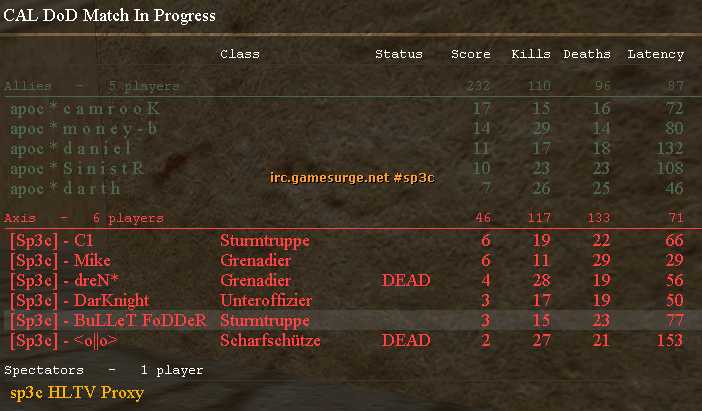 CAL DoD Match In Progress
Class Status Score Kills Deaths Latency
Allies - 5 players 232 110 96 87
apoc * c a m r o o K 17 15 16 72
apoc * m o n e y - b 14 29 14 80
apoc * d a n i e l 11 17 18 132
apoc * S i n i s t R 10 23 23 108
apoc * d a r t h 7 26 25 46
irc.gamesurge.net #sp3c
Axis - 6 players 46 117 133 71
[Sp3c] - C1 Sturmtruppe 6 19 22 66
[Sp3c] - Mike Grenadier 6 11 29 29
[Sp3c] - dreN* Grenadier DEAD 4 28 19 56
[Sp3c] - DarKnight Unteroffizier 3 17 19 50
[Sp3c] - BuLLeT FoDDeR Sturmtruppe 3 15 23 77
[Sp3c] - <o||o> Scharfschütze DEAD 2 27 21 153
Spectators - 1 player
sp3c HLTV Proxy